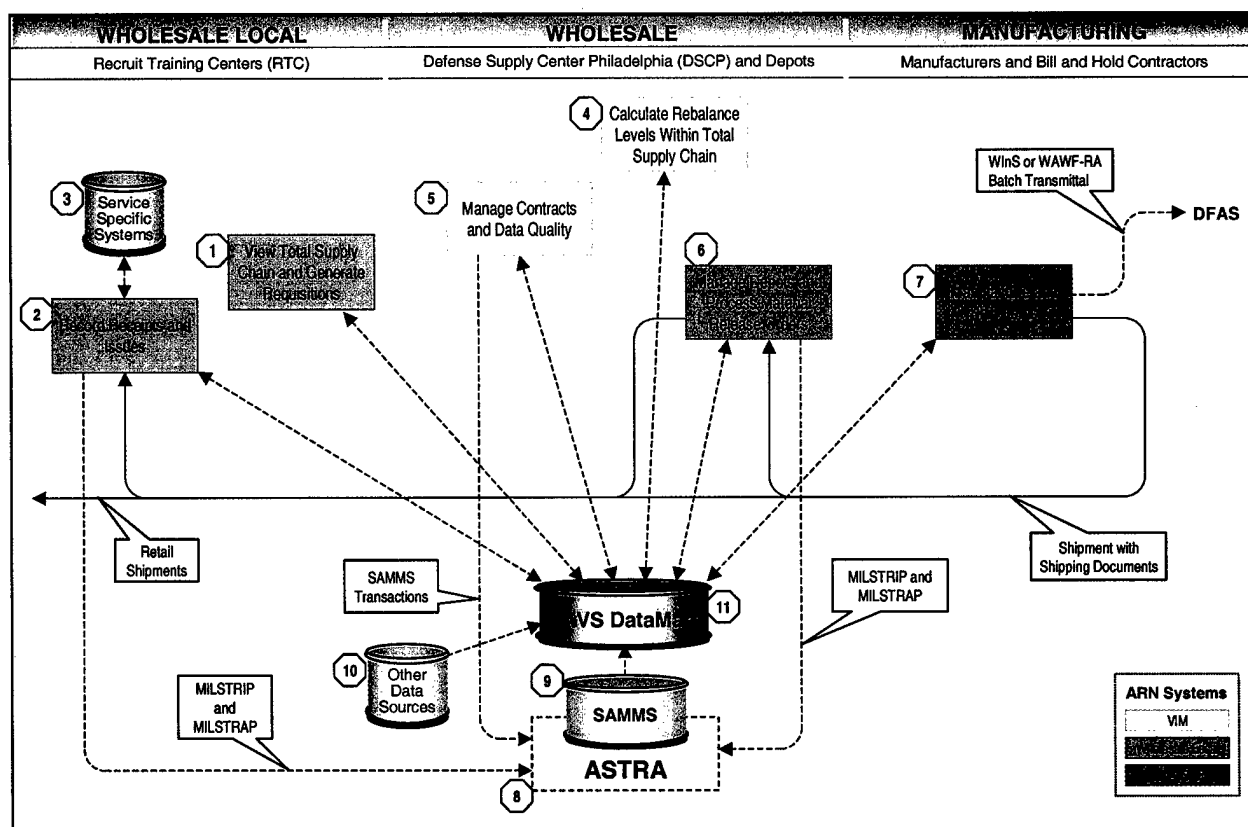 WHOLESALE LOCAL
WHOLESALE
MANUFACTURING
Recruit Training Centers (RTC)
Defense Supply Center Philadelphia (DSCP) and Depots
Manufacturers and Bill and Hold Contractors
4
Calculate Rebalance
Levels Within Total
Supply Chain
WInS or WAWF-RA
Batch Transmittal
DFAS
3
Service
Specific
Systems
5
Manage Contracts
and Data Quality
1
View Total Supply
Chain and Generate
Requisitions
6
7
2
Record Receipts and
Issues
Retail
Shipments
Shipment with
Shipping Documents
SAMMS
Transactions
MILSTRIP and
MILSTRAP
VS DataMa
11
10
Other
Data
Sources
9
SAMMS
MILSTRIP
and
MILSTRAP
ASTRA
8
ARN Systems
VIM